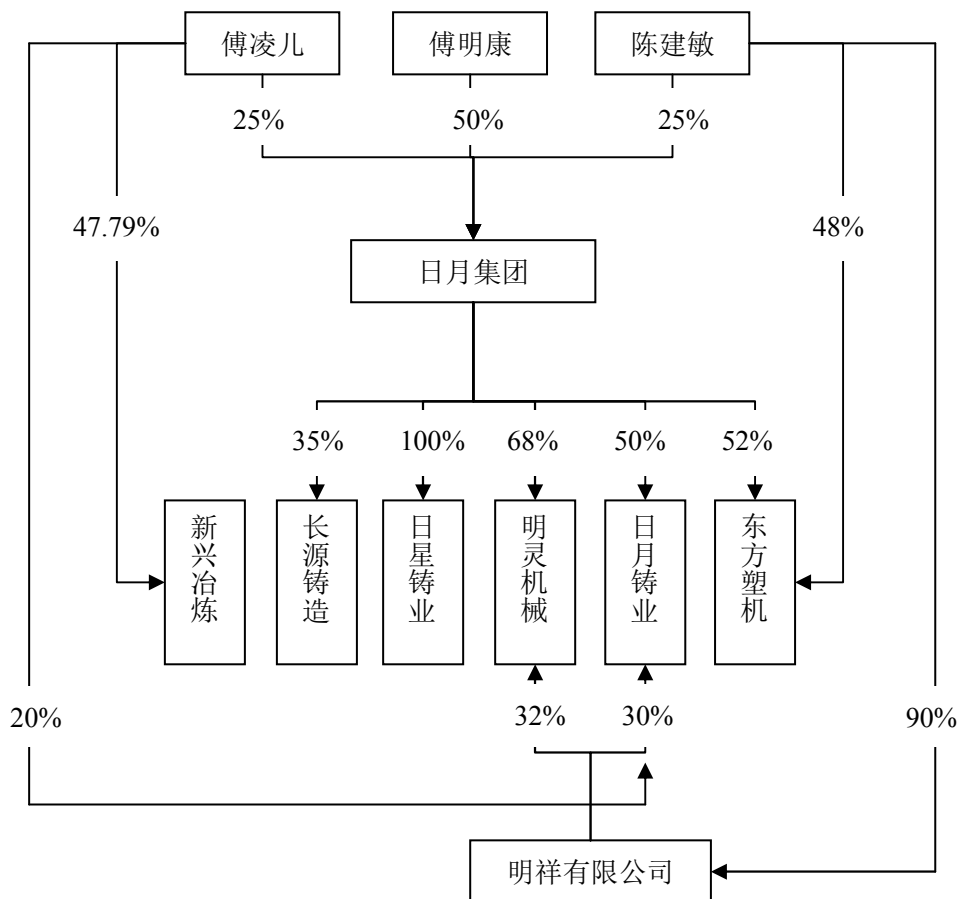 傅凌儿
傅明康
陈建敏
25%
50%
25%
47.79%
48%
日月集团
35%
100%
68%
50%
52%
新兴冶炼
长源铸造
日星铸业
明灵机械
日月铸业
东方塑机
20%
32%
30%
90%
明祥有限公司